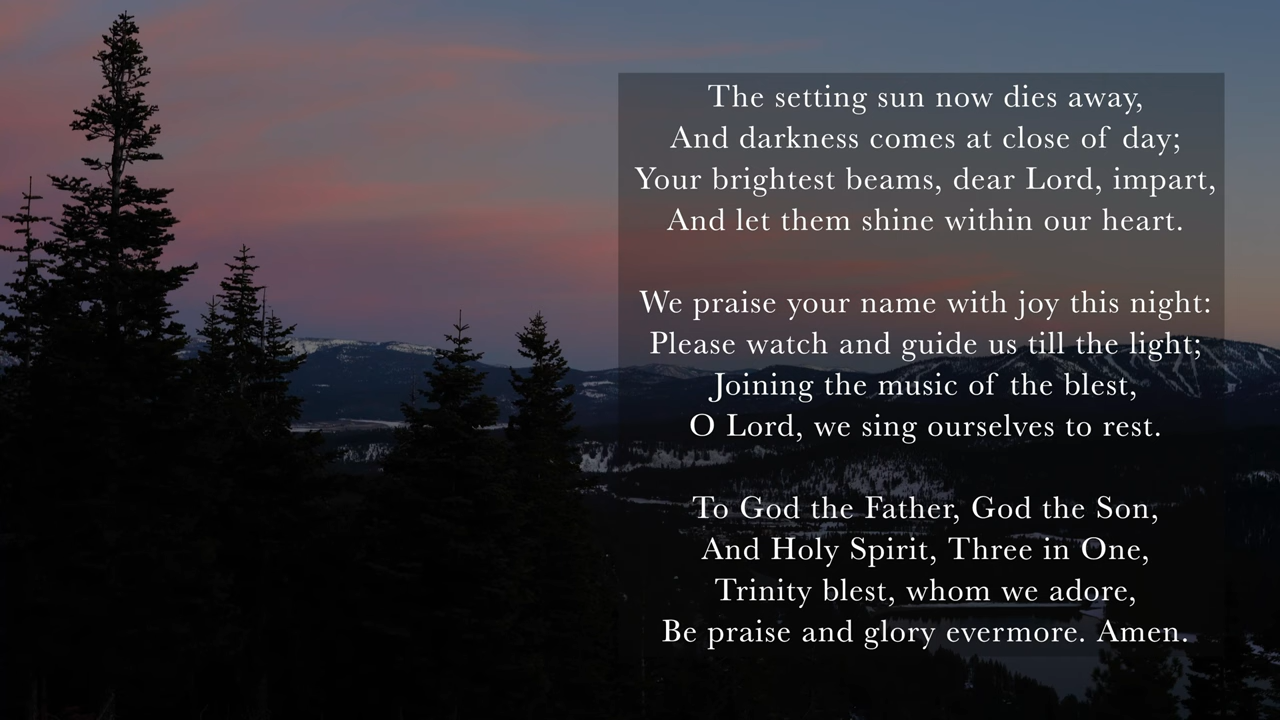 The setting sun now dies away,
And darkness comes at close of day;
Your brightest beams, dear Lord, impart,
And let them shine within our heart.
We praise your name with joy this night:
Please watch and guide us till the light;
Joining the music of the blest,
O Lord, we sing ourselves to rest.
To God the Father, God the Son,
And Holy Spirit, Three in One,
Trinity blest, whom we adore,
Be praise and glory evermore. Amen.